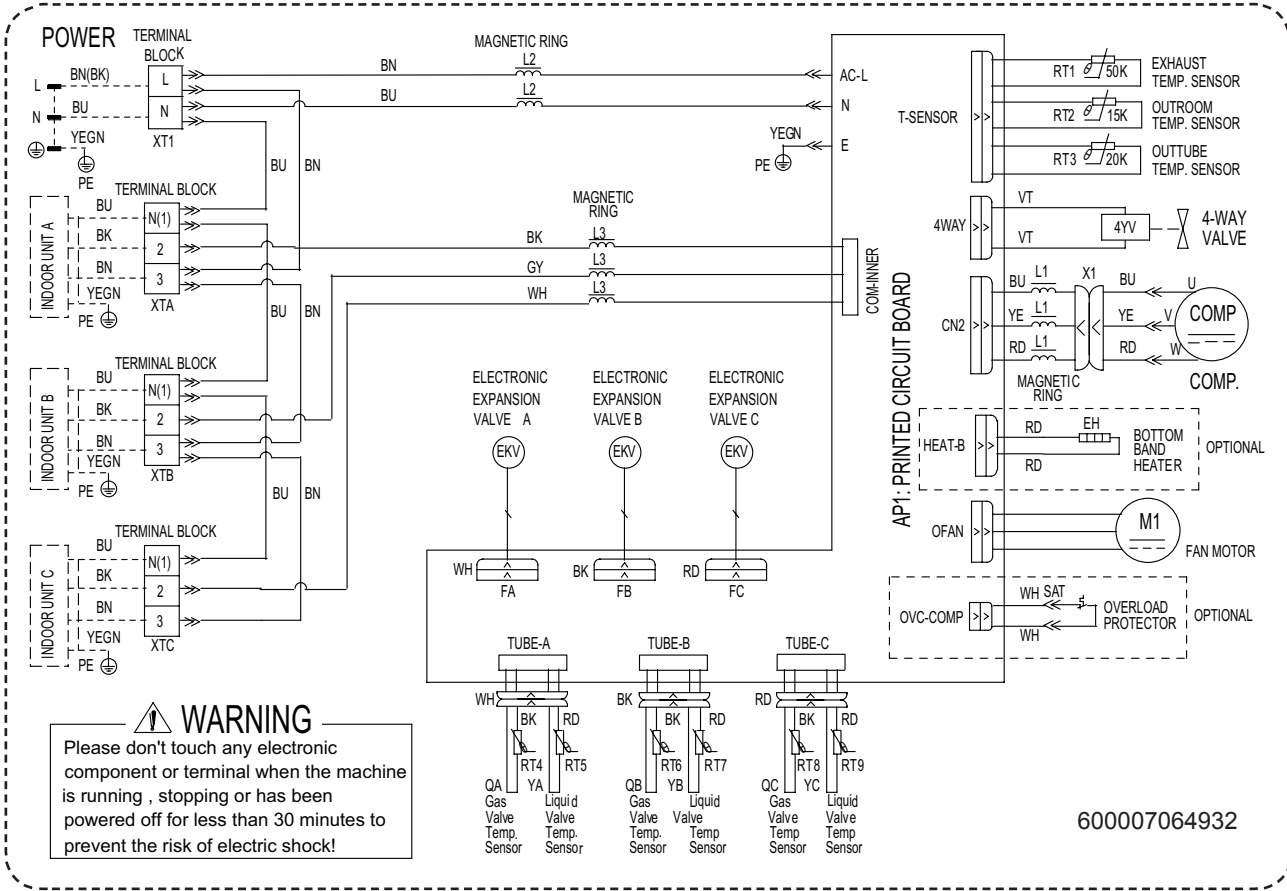 POWER
TERMINAL
BLOCK
L
BN(BK)
L
N
BU
N
YEGN
PE
XT1
BN
BU
MAGNETIC RING
L2
L2
AC-L
N
YEGN
E
PE
BU
BN
TERMINAL BLOCK
INDOOR UNIT A
BU
BK
BN
YEGN
PE
N(1)
2
3
XTA
BU
BN
MAGNETIC
RING
BK
L3
GY
L3
WH
L3
COM-INNER
TERMINAL BLOCK
INDOOR UNIT B
BU
BK
BN
YEGN
PE
N(1)
2
3
XTB
BU
BN
TERMINAL BLOCK
INDOOR UNIT C
BU
BK
BN
YEGN
PE
N(1)
2
3
XTC
ELECTRONIC
EXPANSION
VALVE A
EKV
WH
FA
ELECTRONIC
EXPANSION
VALVE B
EKV
BK
FB
ELECTRONIC
EXPANSION
VALVE C
EKV
RD
FC
AP1: PRINTED CIRCUIT BOARD
T-SENSOR
RT1
50K
EXHAUST
TEMP. SENSOR
RT2
15K
OUTROOM
TEMP. SENSOR
RT3
20K
OUTTUBE
TEMP. SENSOR
4WAY
VT
VT
4YV
4-WAY
VALVE
CN2
BU
L1
X1
BU
U
YE
L1
YE
V
RD
L1
RD
W
COMP
COMP.
MAGNETIC
RING
HEAT-B
RD
EH
RD
BOTTOM
BAND
HEATER
OPTIONAL
OFAN
M1
FAN MOTOR
OVC-COMP
WH
SAT
WH
OVERLOAD
PROTECTOR
OPTIONAL
TUBE-A
WH
BK
RD
RT4
RT5
QA
YA
Gas
Valve
Temp.
Sensor
Liquid
Valve
Temp.
Sensor
TUBE-B
BK
BK
RD
RT6
RT7
QB
YB
Gas
Valve
Temp.
Sensor
Liquid
Valve
Temp
Sensor
TUBE-C
RD
BK
RD
RT8
RT9
QC
YC
Gas
Valve
Temp.
Sensor
Liquid
Valve
Temp
Sensor
WARNING
Please don't touch any electronic
component or terminal when the machine
is running , stopping or has been
powered off for less than 30 minutes to
prevent the risk of electric shock!
600007064932